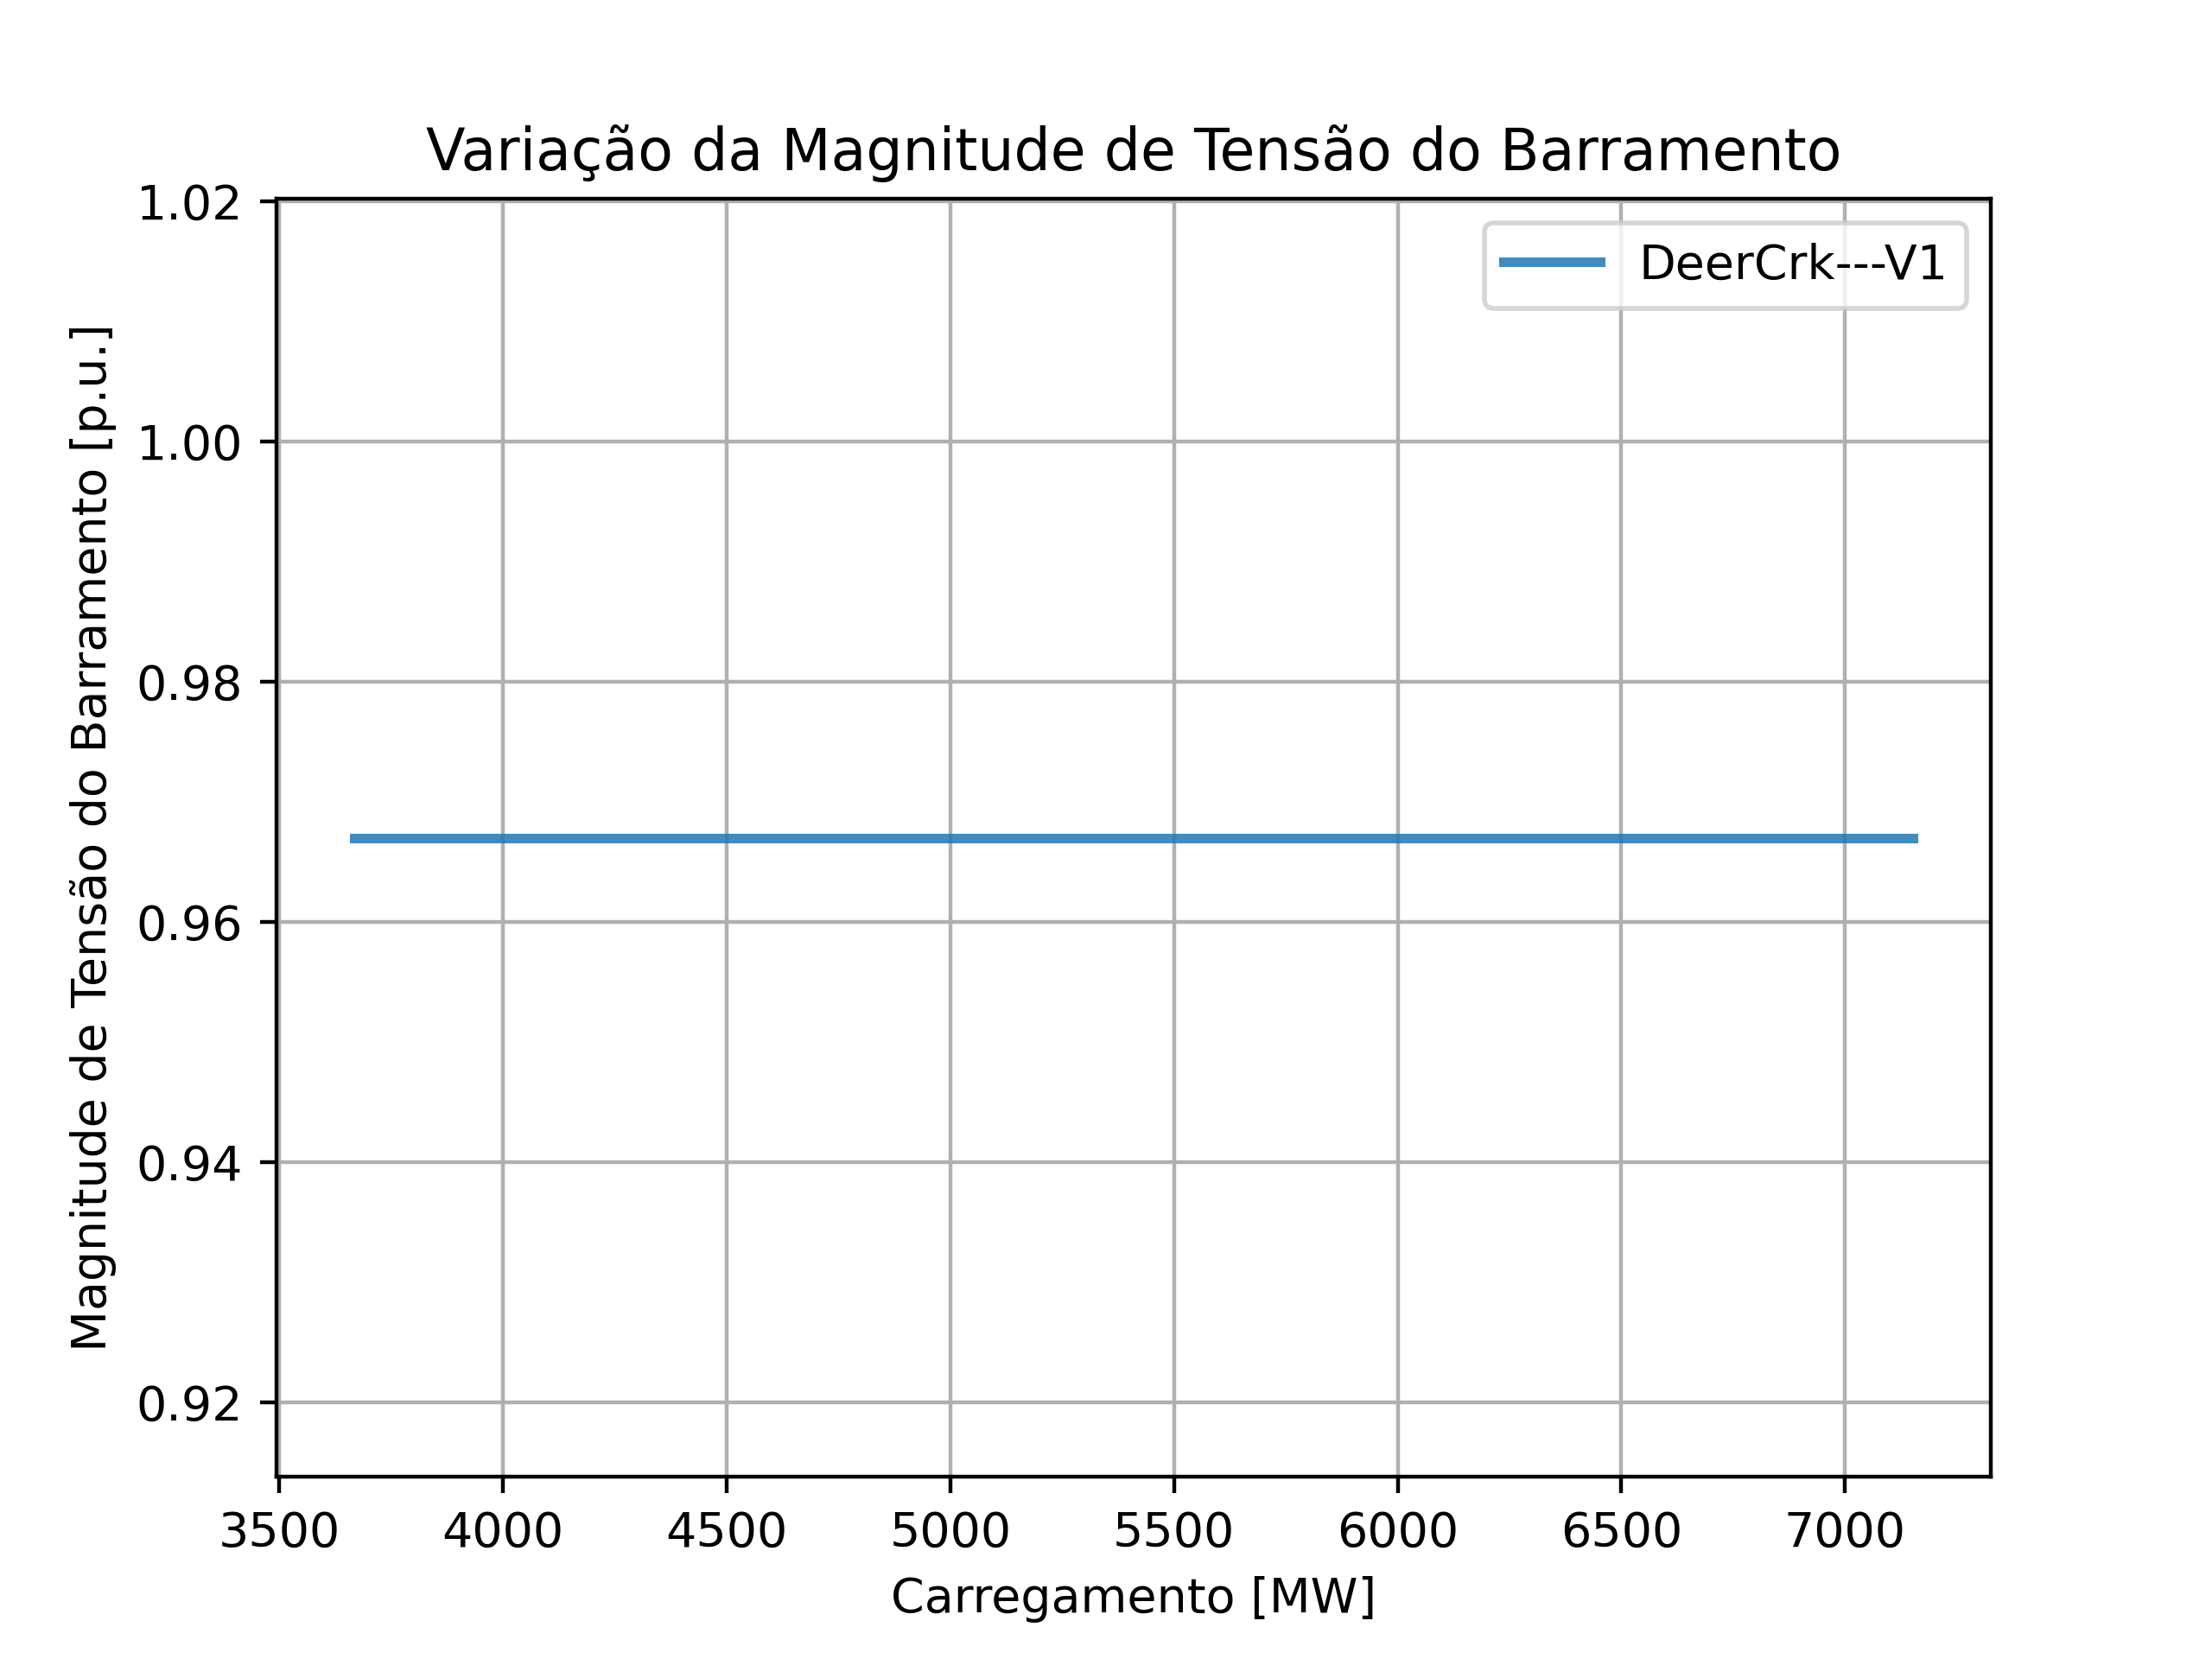 Variação da Magnitude de Tensão do Barramento
DeerCrk---V1
Magnitude de Tensão do Barramento [p.u.]
1.02
1.00
0.98
0.96
0.94
0.92
3500 4000 4500 5000 5500 6000 6500 7000
Carregamento [MW]